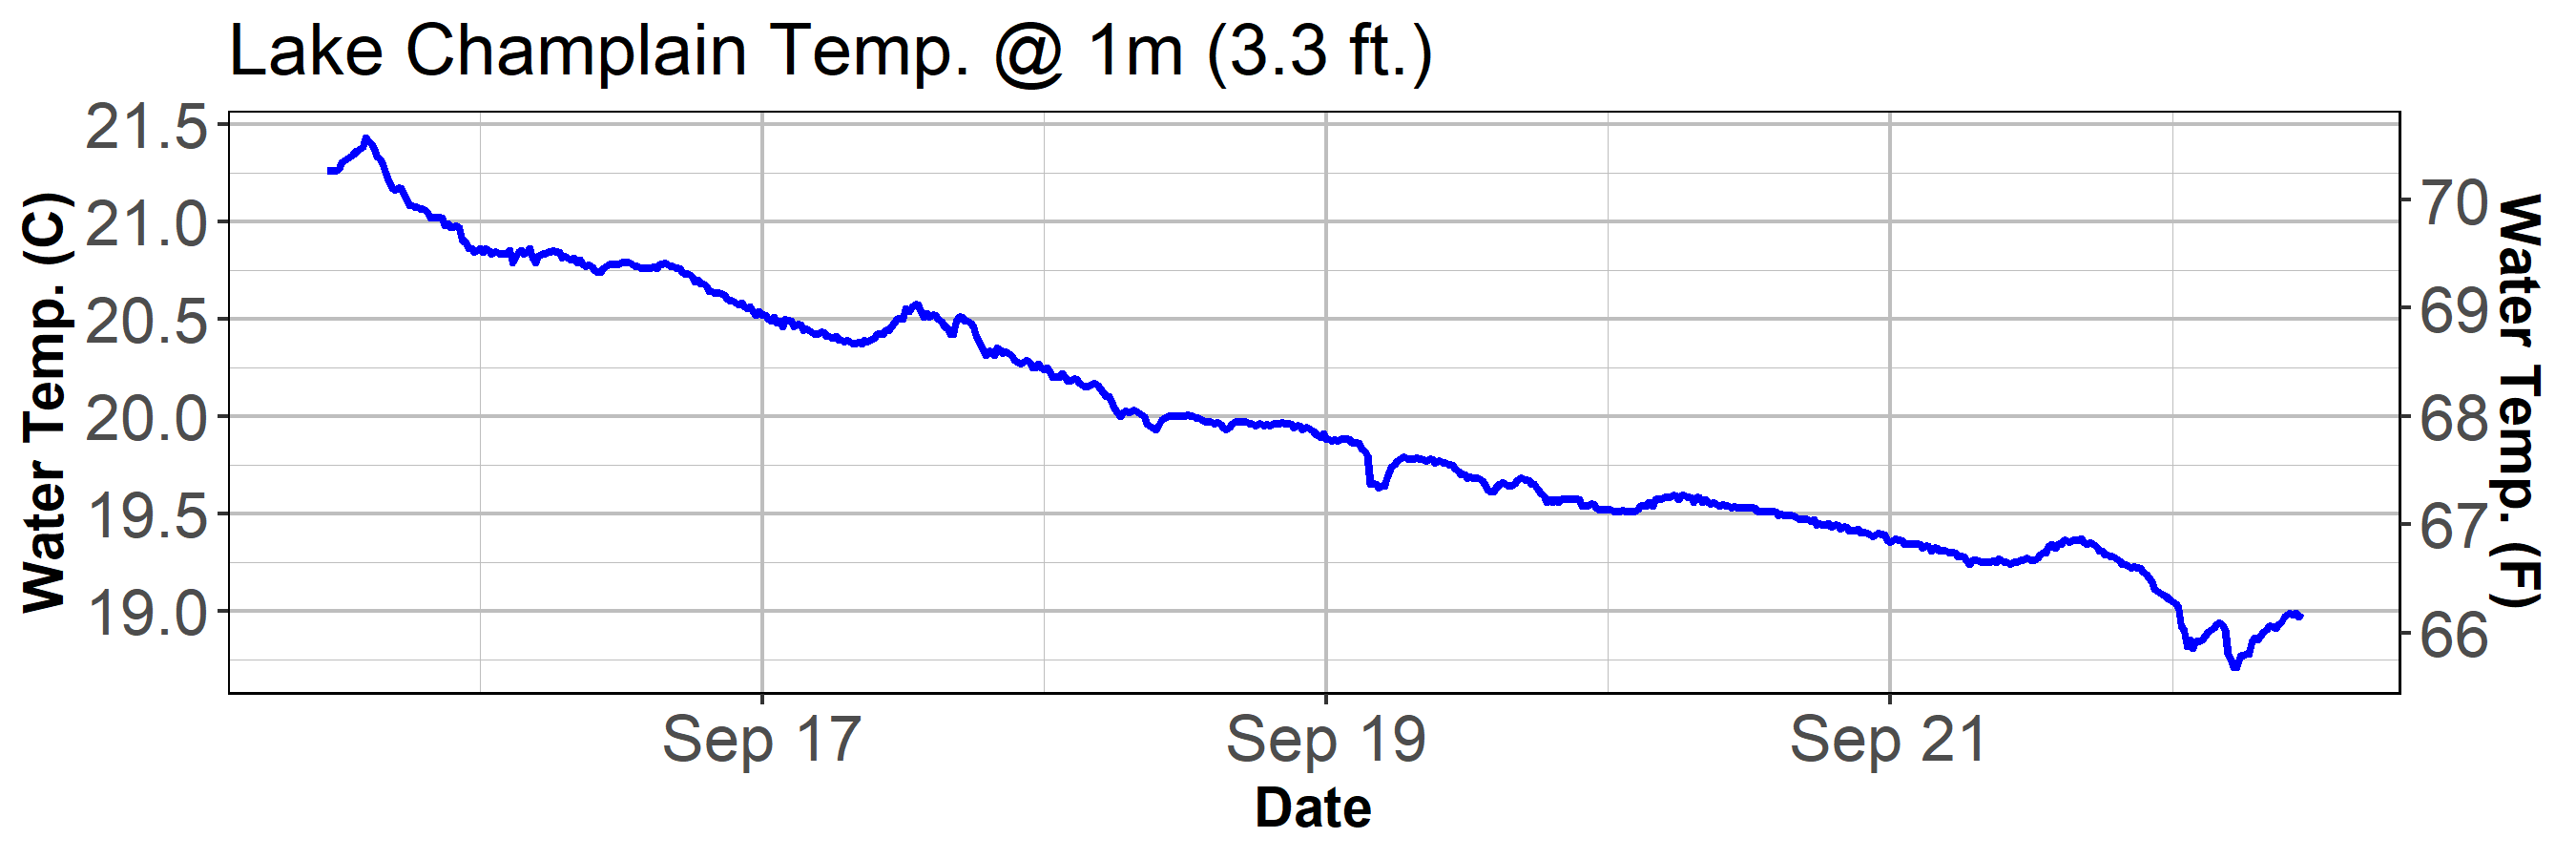 Lake Champlain Temp. @ 1m (3.3 ft.)
Water Temp. (C)
21.5
21.0
20.5
20.0
19.5
19.0
70
69
68
67
66
Water Temp. (F)
Sep 17
Sep 19
Sep 21
Date